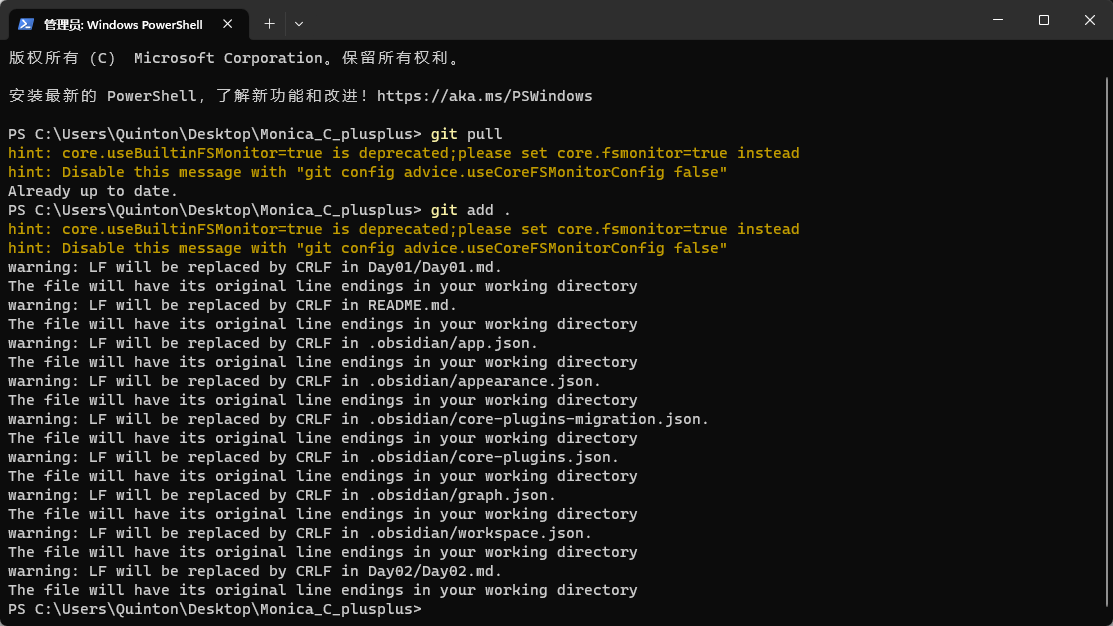 管理员: Windows PowerShell
版权所有 (C)  Microsoft Corporation。保留所有权利。
安装最新的 PowerShell，了解新功能和改进！https://aka.ms/PSWindows
PS C:\Users\Quinton\Desktop\Monica_C_plusplus> git pull
hint: core.useBuiltinFSMonitor=true is deprecated;please set core.fsmonitor=true instead
hint: Disable this message with "git config advice.useCoreFSMonitorConfig false"
Already up to date.
PS C:\Users\Quinton\Desktop\Monica_C_plusplus> git add .
hint: core.useBuiltinFSMonitor=true is deprecated;please set core.fsmonitor=true instead
hint: Disable this message with "git config advice.useCoreFSMonitorConfig false"
warning: LF will be replaced by CRLF in Day01/Day01.md.
The file will have its original line endings in your working directory
warning: LF will be replaced by CRLF in README.md.
The file will have its original line endings in your working directory
warning: LF will be replaced by CRLF in .obsidian/app.json.
The file will have its original line endings in your working directory
warning: LF will be replaced by CRLF in .obsidian/appearance.json.
The file will have its original line endings in your working directory
warning: LF will be replaced by CRLF in .obsidian/core-plugins-migration.json.
The file will have its original line endings in your working directory
warning: LF will be replaced by CRLF in .obsidian/core-plugins.json.
The file will have its original line endings in your working directory
warning: LF will be replaced by CRLF in .obsidian/graph.json.
The file will have its original line endings in your working directory
warning: LF will be replaced by CRLF in .obsidian/workspace.json.
The file will have its original line endings in your working directory
warning: LF will be replaced by CRLF in Day02/Day02.md.
The file will have its original line endings in your working directory
PS C:\Users\Quinton\Desktop\Monica_C_plusplus>